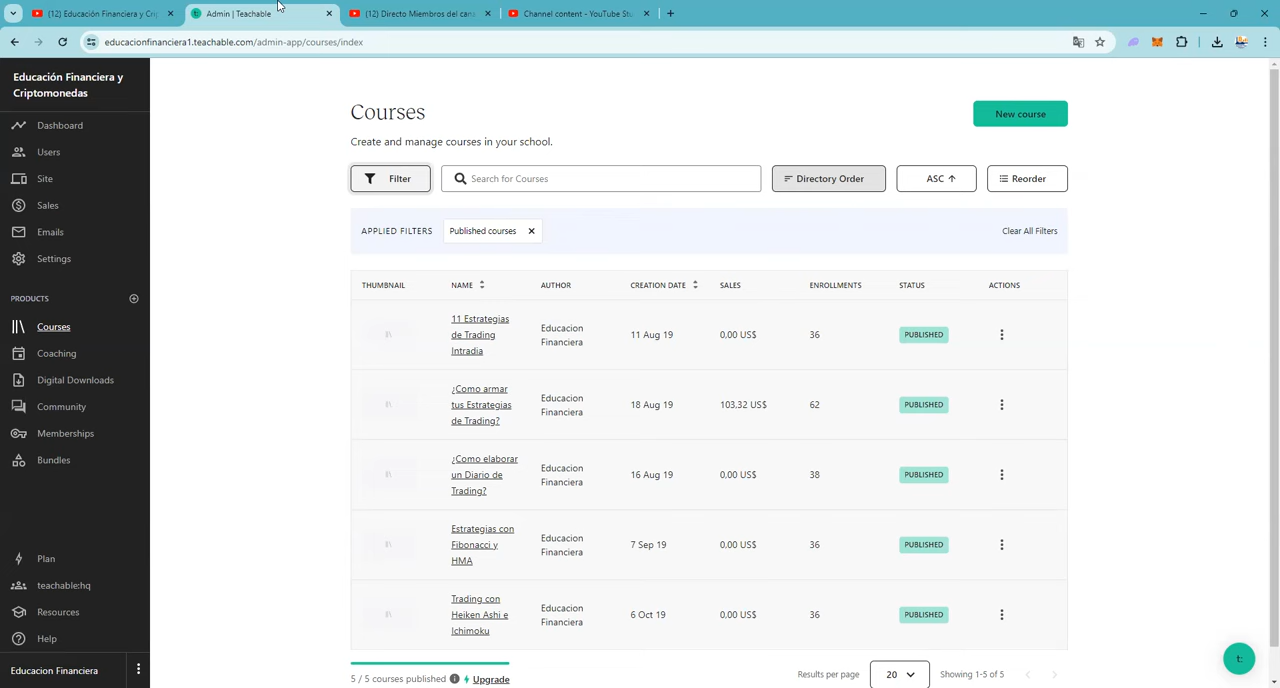 (12) Educación Financiera y Cri
Admin | Teachable
(12) Directo Miembros del cana
Channel content - YouTube Stu
educacionfinanciera1.teachable.com/admin-app/courses/index
Educación Financiera y
Criptomonedas
Dashboard
Users
Site
Sales
Emails
Settings
PRODUCTS
Courses
Coaching
Digital Downloads
Community
Memberships
Bundles
Plan
teachable:hq
Resources
Help
Educacion Financiera
Courses
New course
Create and manage courses in your school.
Filter
Search for Courses
Directory Order
ASC ↑
Reorder
APPLIED FILTERS
Published courses ×
Clear All Filters
THUMBNAIL NAME AUTHOR CREATION DATE SALES ENROLLMENTS STATUS ACTIONS
11 Estrategias
de Trading
Intradia
Educacion
Financiera
11 Aug 19
0,00 US$
36
PUBLISHED
¿Como armar
tus Estrategias
de Trading?
Educacion
Financiera
18 Aug 19
103,32 US$
62
PUBLISHED
¿Como elaborar
un Diario de
Trading?
Educacion
Financiera
16 Aug 19
0,00 US$
38
PUBLISHED
Estrategias con
Fibonacci y
HMA
Educacion
Financiera
7 Sep 19
0,00 US$
36
PUBLISHED
Trading con
Heiken Ashi e
Ichimoku
Educacion
Financiera
6 Oct 19
0,00 US$
36
PUBLISHED
5 / 5 courses published
Upgrade
Results per page
20
Showing 1-5 of 5
t: